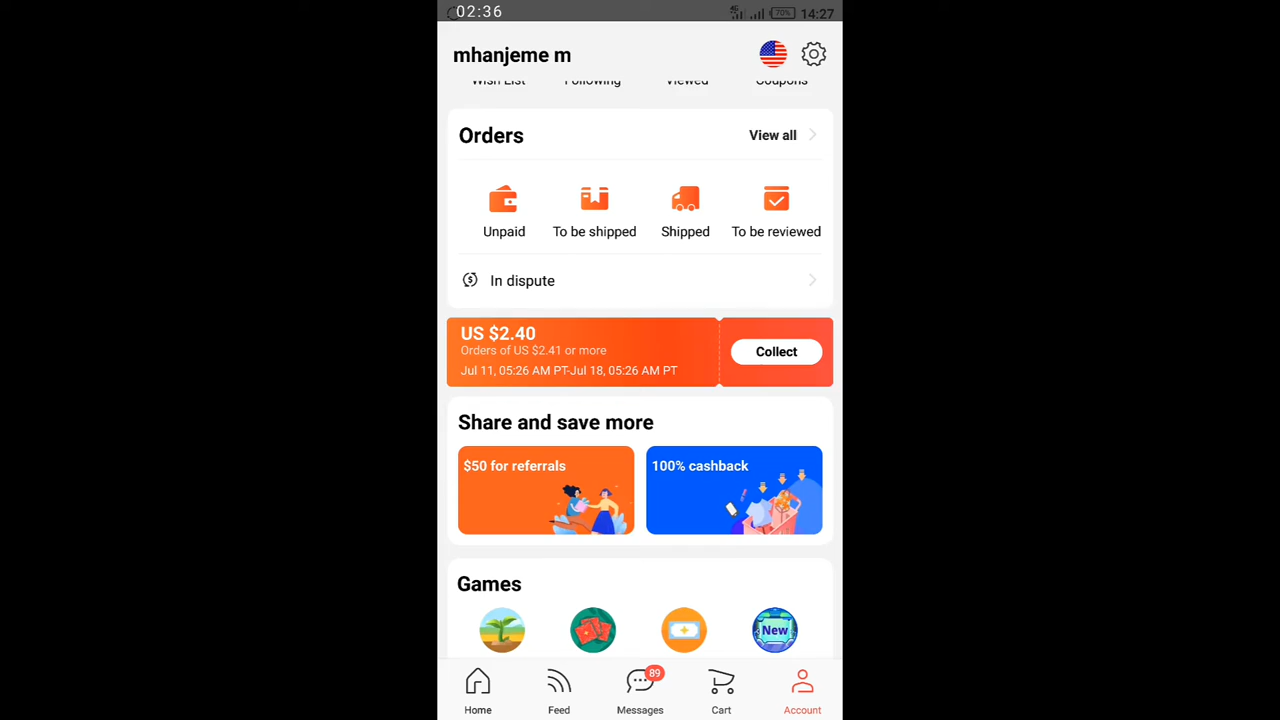 02:36
4G
70%
14:27
mhanjeme m
Wish List Following Viewed Coupons
Orders
View all
Unpaid To be shipped Shipped To be reviewed
In dispute
US $2.40
Orders of US $2.41 or more
Jul 11, 05:26 AM PT-Jul 18, 05:26 AM PT
Collect
Share and save more
$50 for referrals
100% cashback
Games
New
89
Home Feed Messages Cart Account